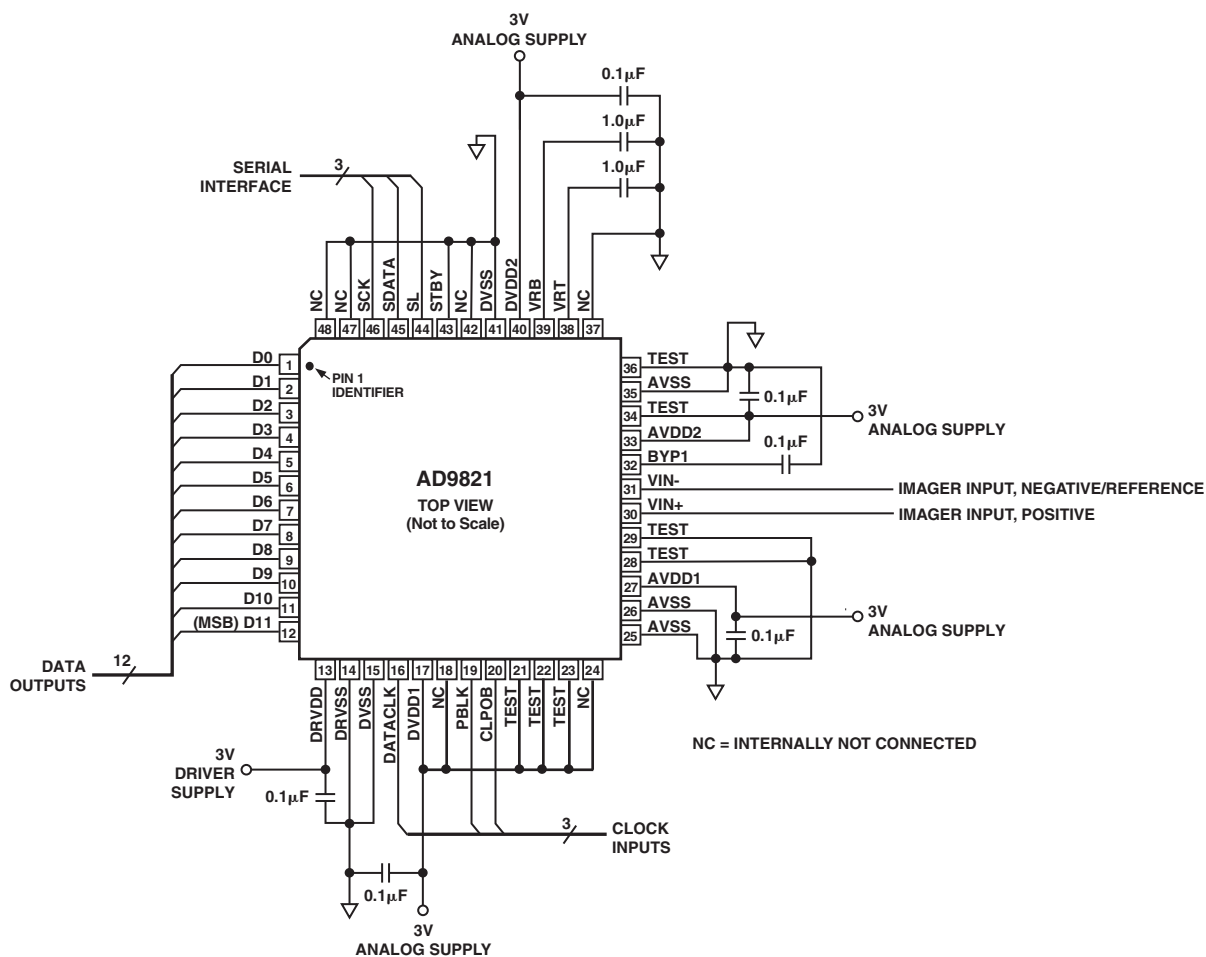 3V
ANALOG SUPPLY
0.1µF
1.0µF
1.0µF
SERIAL
INTERFACE
3
NC
NC
SCK
SDATA
SL
STBY
NC
DVSS
DVDD2
VRB
VRT
NC
48
47
46
45
44
43
42
41
40
39
38
37
D0
1
D1
2
D2
3
D3
4
D4
5
D5
6
D6
7
D7
8
D8
9
D9
10
D10
11
(MSB) D11
12
DATA
OUTPUTS
12
PIN 1
IDENTIFIER
AD9821
TOP VIEW
(Not to Scale)
36 TEST
35 AVSS
34 TEST
33 AVDD2
32 BYP1
31 VIN-
30 VIN+
29 TEST
28 TEST
27 AVDD1
26 AVSS
25 AVSS
0.1µF
3V
ANALOG SUPPLY
0.1µF
IMAGER INPUT, NEGATIVE/REFERENCE
IMAGER INPUT, POSITIVE
3V
ANALOG SUPPLY
0.1µF
13
14
15
16
17
18
19
20
21
22
23
24
DRVDD
DRVSS
DVSS
DATACLK
DVDD1
NC
PBLK
CLPOB
TEST
TEST
TEST
NC
NC = INTERNALLY NOT CONNECTED
3V
DRIVER
SUPPLY
0.1µF
3
CLOCK
INPUTS
0.1µF
3V
ANALOG SUPPLY